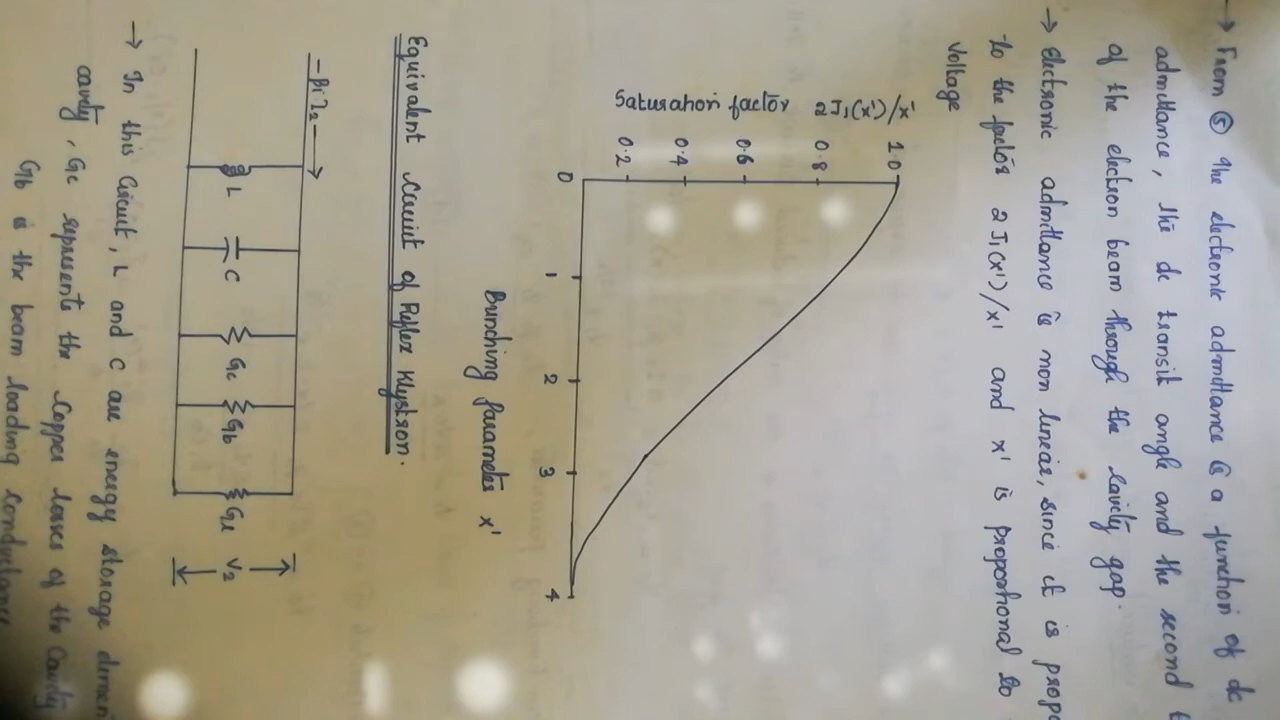 → From ⑤ the electronic admittance is a function of dc
admittance, the dc transit angle and the second
of the electron beam through the cavity gap.
→ Electronic admittance is non linear, since it is propo
to the factor 2J₁(x')/x' and x' is proportional to
voltage
Saturation factor 2J₁(x')/x'
1.0
0.8
0.6
0.4
0.2
0
1
2
3
4
Bunching parameter x'
Equivalent circuit of Reflex Klystron.
-βi I₂
L
C
Gc
Gb
Gl
V₂
→ In this circuit, L and C are energy storage elemen
cavity, Gc represents the copper losses of the cavity
Gb is the beam loading conductance